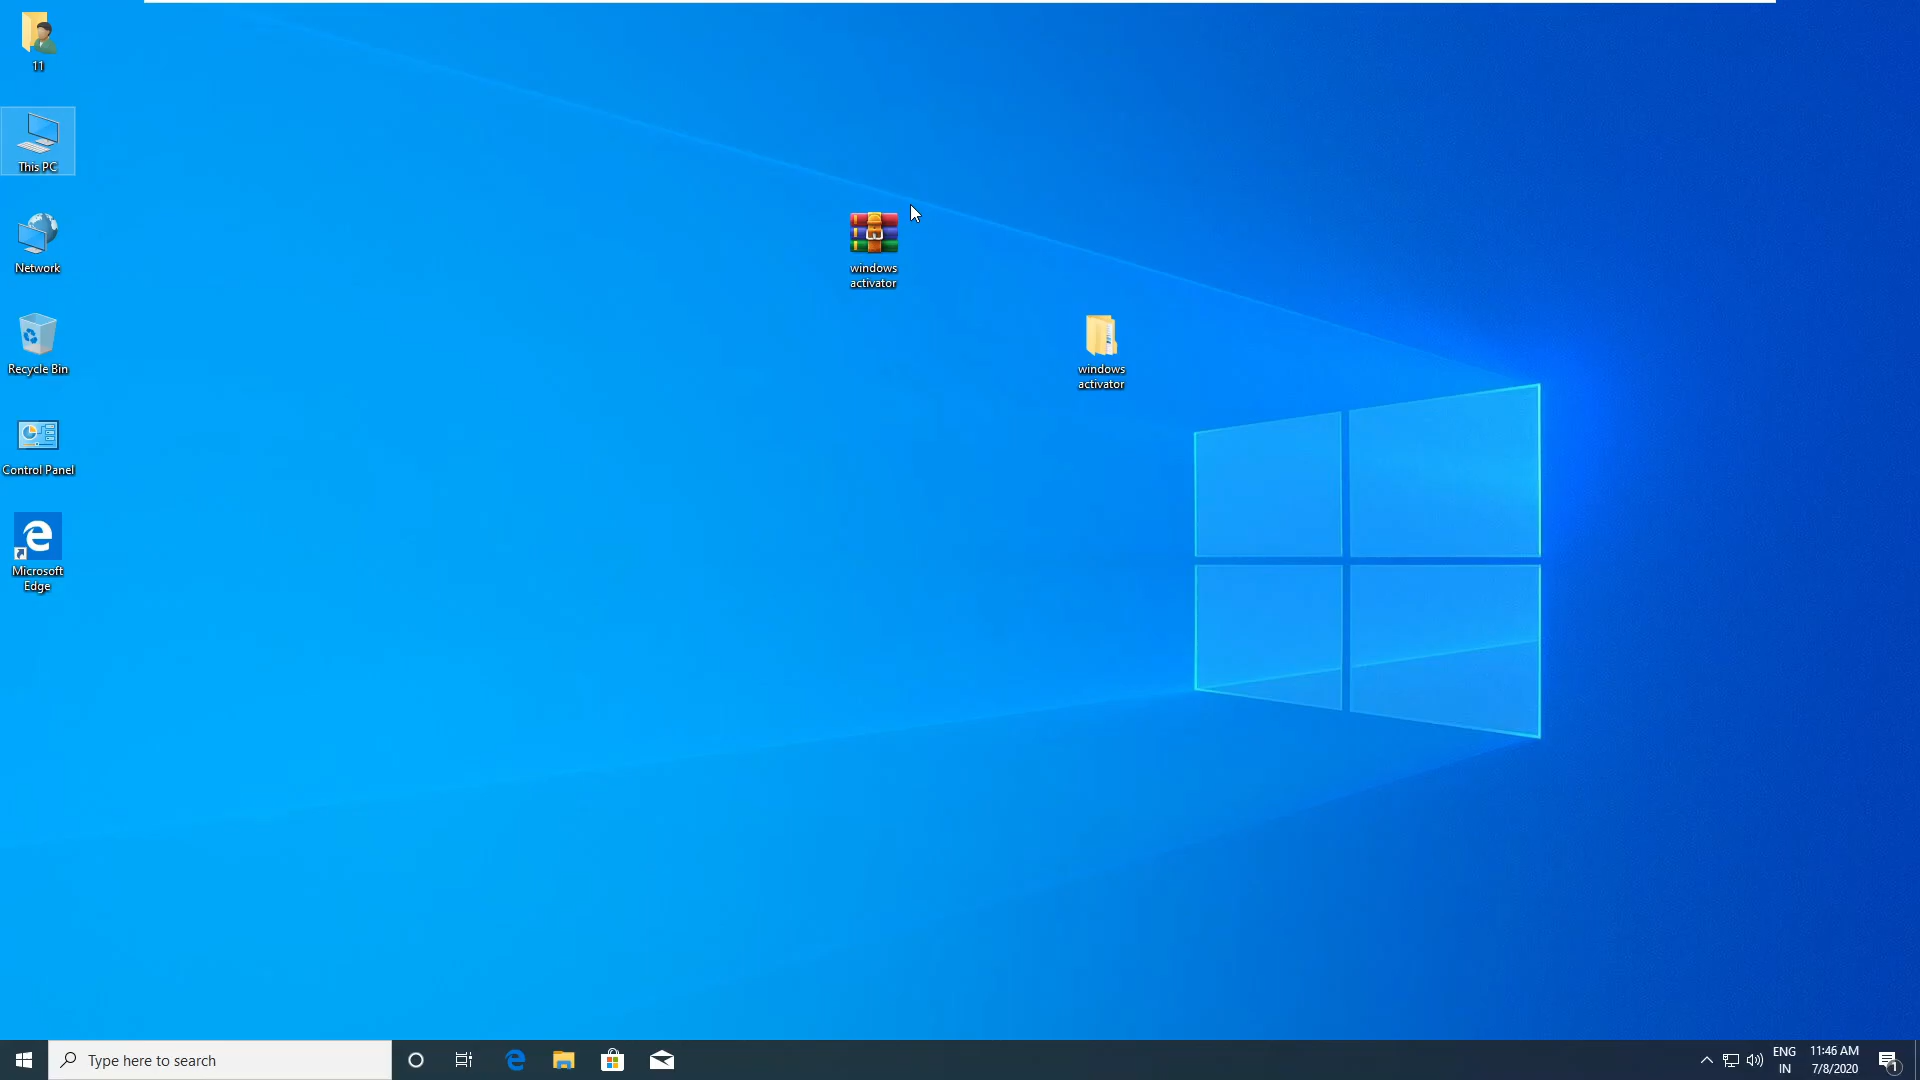 11
This PC
Network
Recycle Bin
Control Panel
Microsoft
Edge
windows
activator
windows
activator
Type here to search
ENG
IN
11:46 AM
7/8/2020
1